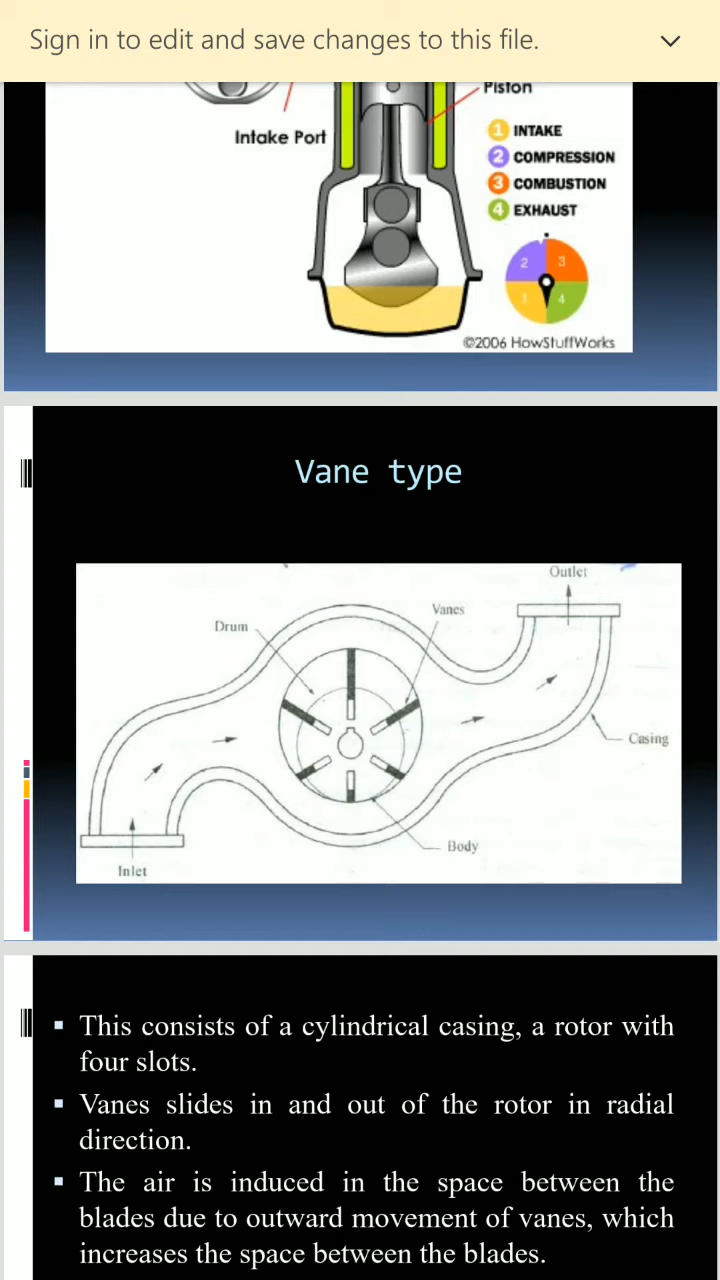 Sign in to edit and save changes to this file.
Piston
Intake Port
1 INTAKE
2 COMPRESSION
3 COMBUSTION
4 EXHAUST
2 3
1 4
©2006 HowStuffWorks
Vane type
Outlet
Vanes
Drum
Casing
Body
Inlet
▪ This consists of a cylindrical casing, a rotor with
four slots.
▪ Vanes slides in and out of the rotor in radial
direction.
▪ The air is induced in the space between the
blades due to outward movement of vanes, which
increases the space between the blades.